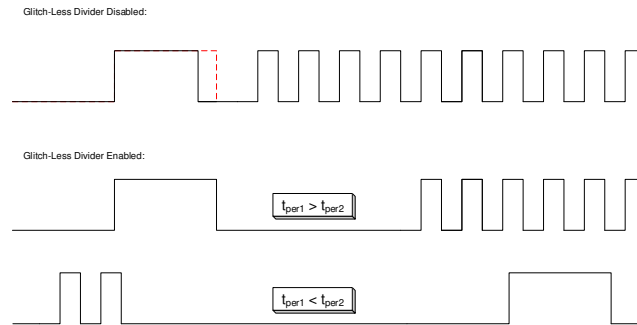 Glitch-Less Divider Disabled:
Glitch-Less Divider Enabled:
tper1 > tper2
tper1 < tper2